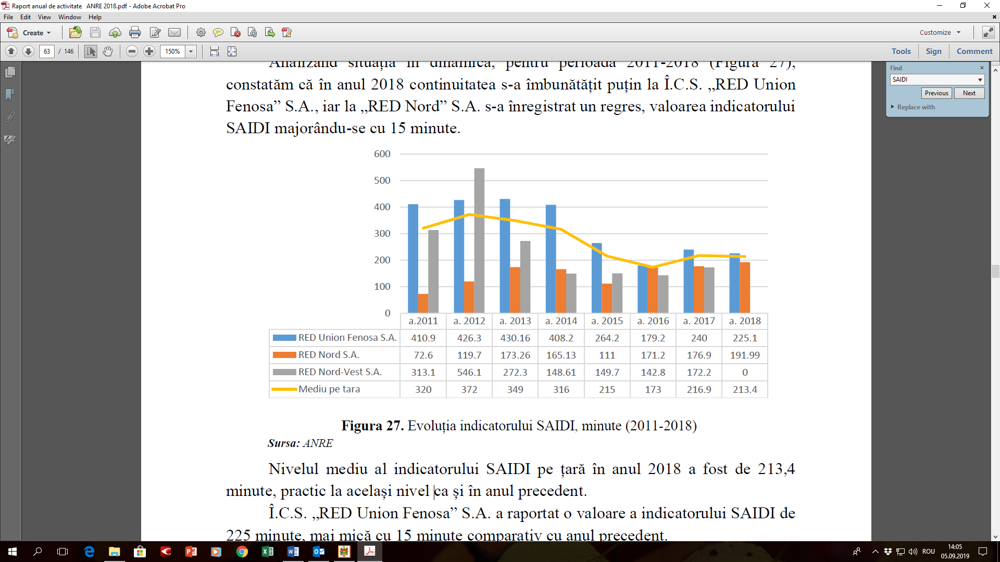 Raport anual de activitate   ANRE 2018.pdf - Adobe Acrobat Pro
File Edit View Window Help
Create
Customize
63 / 146
150%
Tools Sign Comment
Find
SAIDI
Previous Next
Replace with
Analizând situația în dinamică, pentru perioada 2011-2018 (Figura 27),
constatăm că în anul 2018 continuitatea s-a îmbunătățit puțin la Î.C.S. „RED Union
Fenosa” S.A., iar la „RED Nord” S.A. s-a înregistrat un regres, valoarea indicatorului
SAIDI majorându-se cu 15 minute.
600
500
400
300
200
100
0
a.2011 a. 2012 a. 2013 a. 2014 a. 2015 a. 2016 a. 2017 a. 2018
RED Union Fenosa S.A. 410.9 426.3 430.16 408.2 264.2 179.2 240 225.1
RED Nord S.A. 72.6 119.7 173.26 165.13 111 171.2 176.9 191.99
RED Nord-Vest S.A. 313.1 546.1 272.3 148.61 149.7 142.8 172.2 0
Mediu pe tara 320 372 349 316 215 173 216.9 213.4
Figura 27. Evoluția indicatorului SAIDI, minute (2011-2018)
Sursa: ANRE
Nivelul mediu al indicatorului SAIDI pe țară în anul 2018 a fost de 213,4
minute, practic la același nivel ca și în anul precedent.
Î.C.S. „RED Union Fenosa” S.A. a raportat o valoare a indicatorului SAIDI de
225 minute, mai mică cu 15 minute comparativ cu anul precedent.
ROU
14:05
05.09.2019